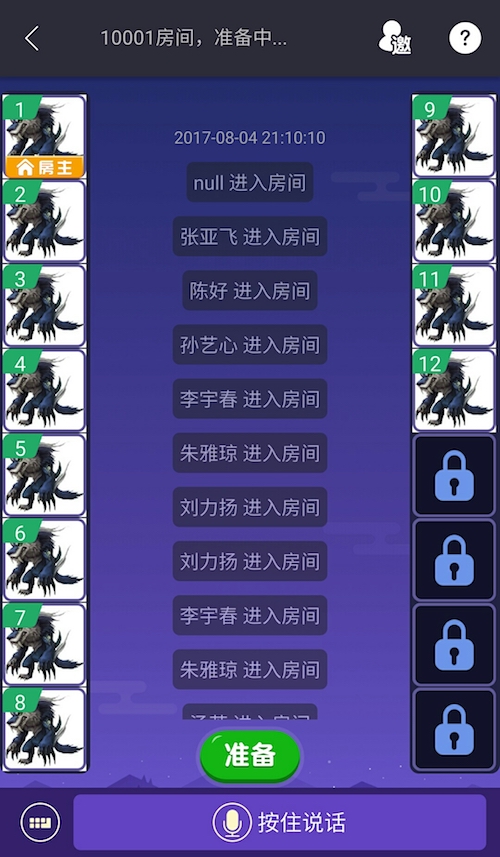 10001房间，准备中...
邀
?
1
房主
2
3
4
5
6
7
8
9
10
11
12
2017-08-04 21:10:10
null 进入房间
张亚飞 进入房间
陈好 进入房间
孙艺心 进入房间
李宇春 进入房间
朱雅琼 进入房间
刘力扬 进入房间
刘力扬 进入房间
李宇春 进入房间
朱雅琼 进入房间
进入房间
准备
按住说话